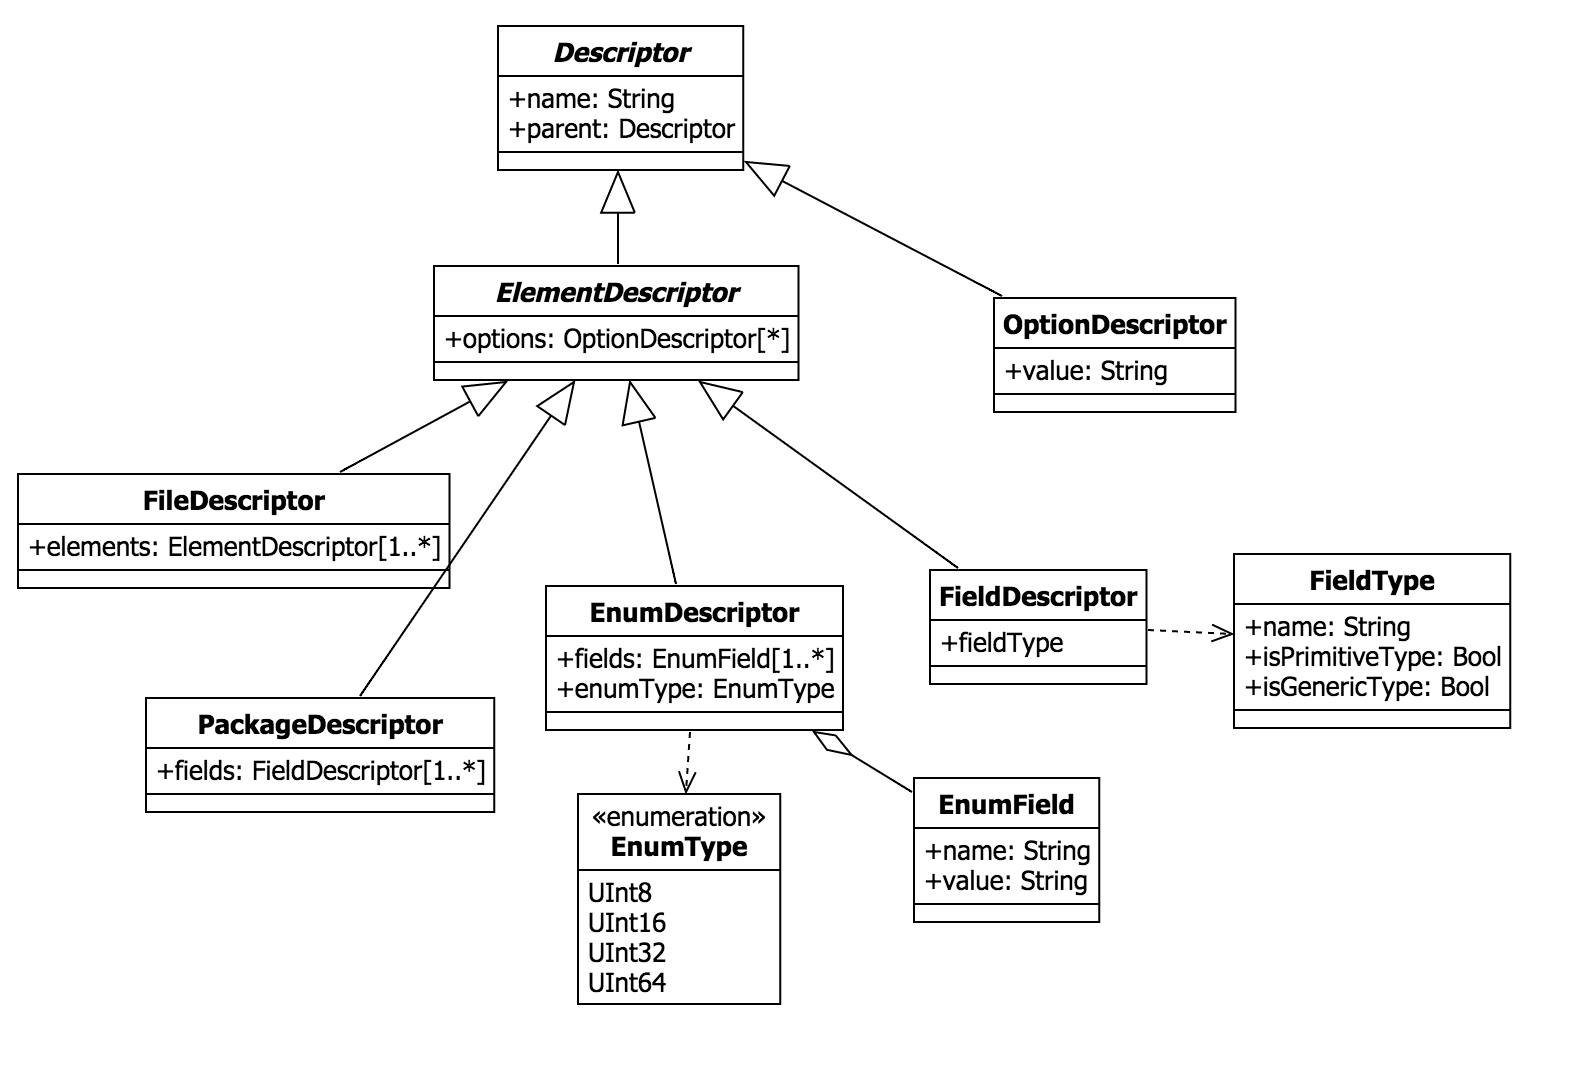 Descriptor
+name: String
+parent: Descriptor
ElementDescriptor
+options: OptionDescriptor[*]
OptionDescriptor
+value: String
FileDescriptor
+elements: ElementDescriptor[1..*]
PackageDescriptor
+fields: FieldDescriptor[1..*]
EnumDescriptor
+fields: EnumField[1..*]
+enumType: EnumType
FieldDescriptor
+fieldType
FieldType
+name: String
+isPrimitiveType: Bool
+isGenericType: Bool
«enumeration»
EnumType
UInt8
UInt16
UInt32
UInt64
EnumField
+name: String
+value: String